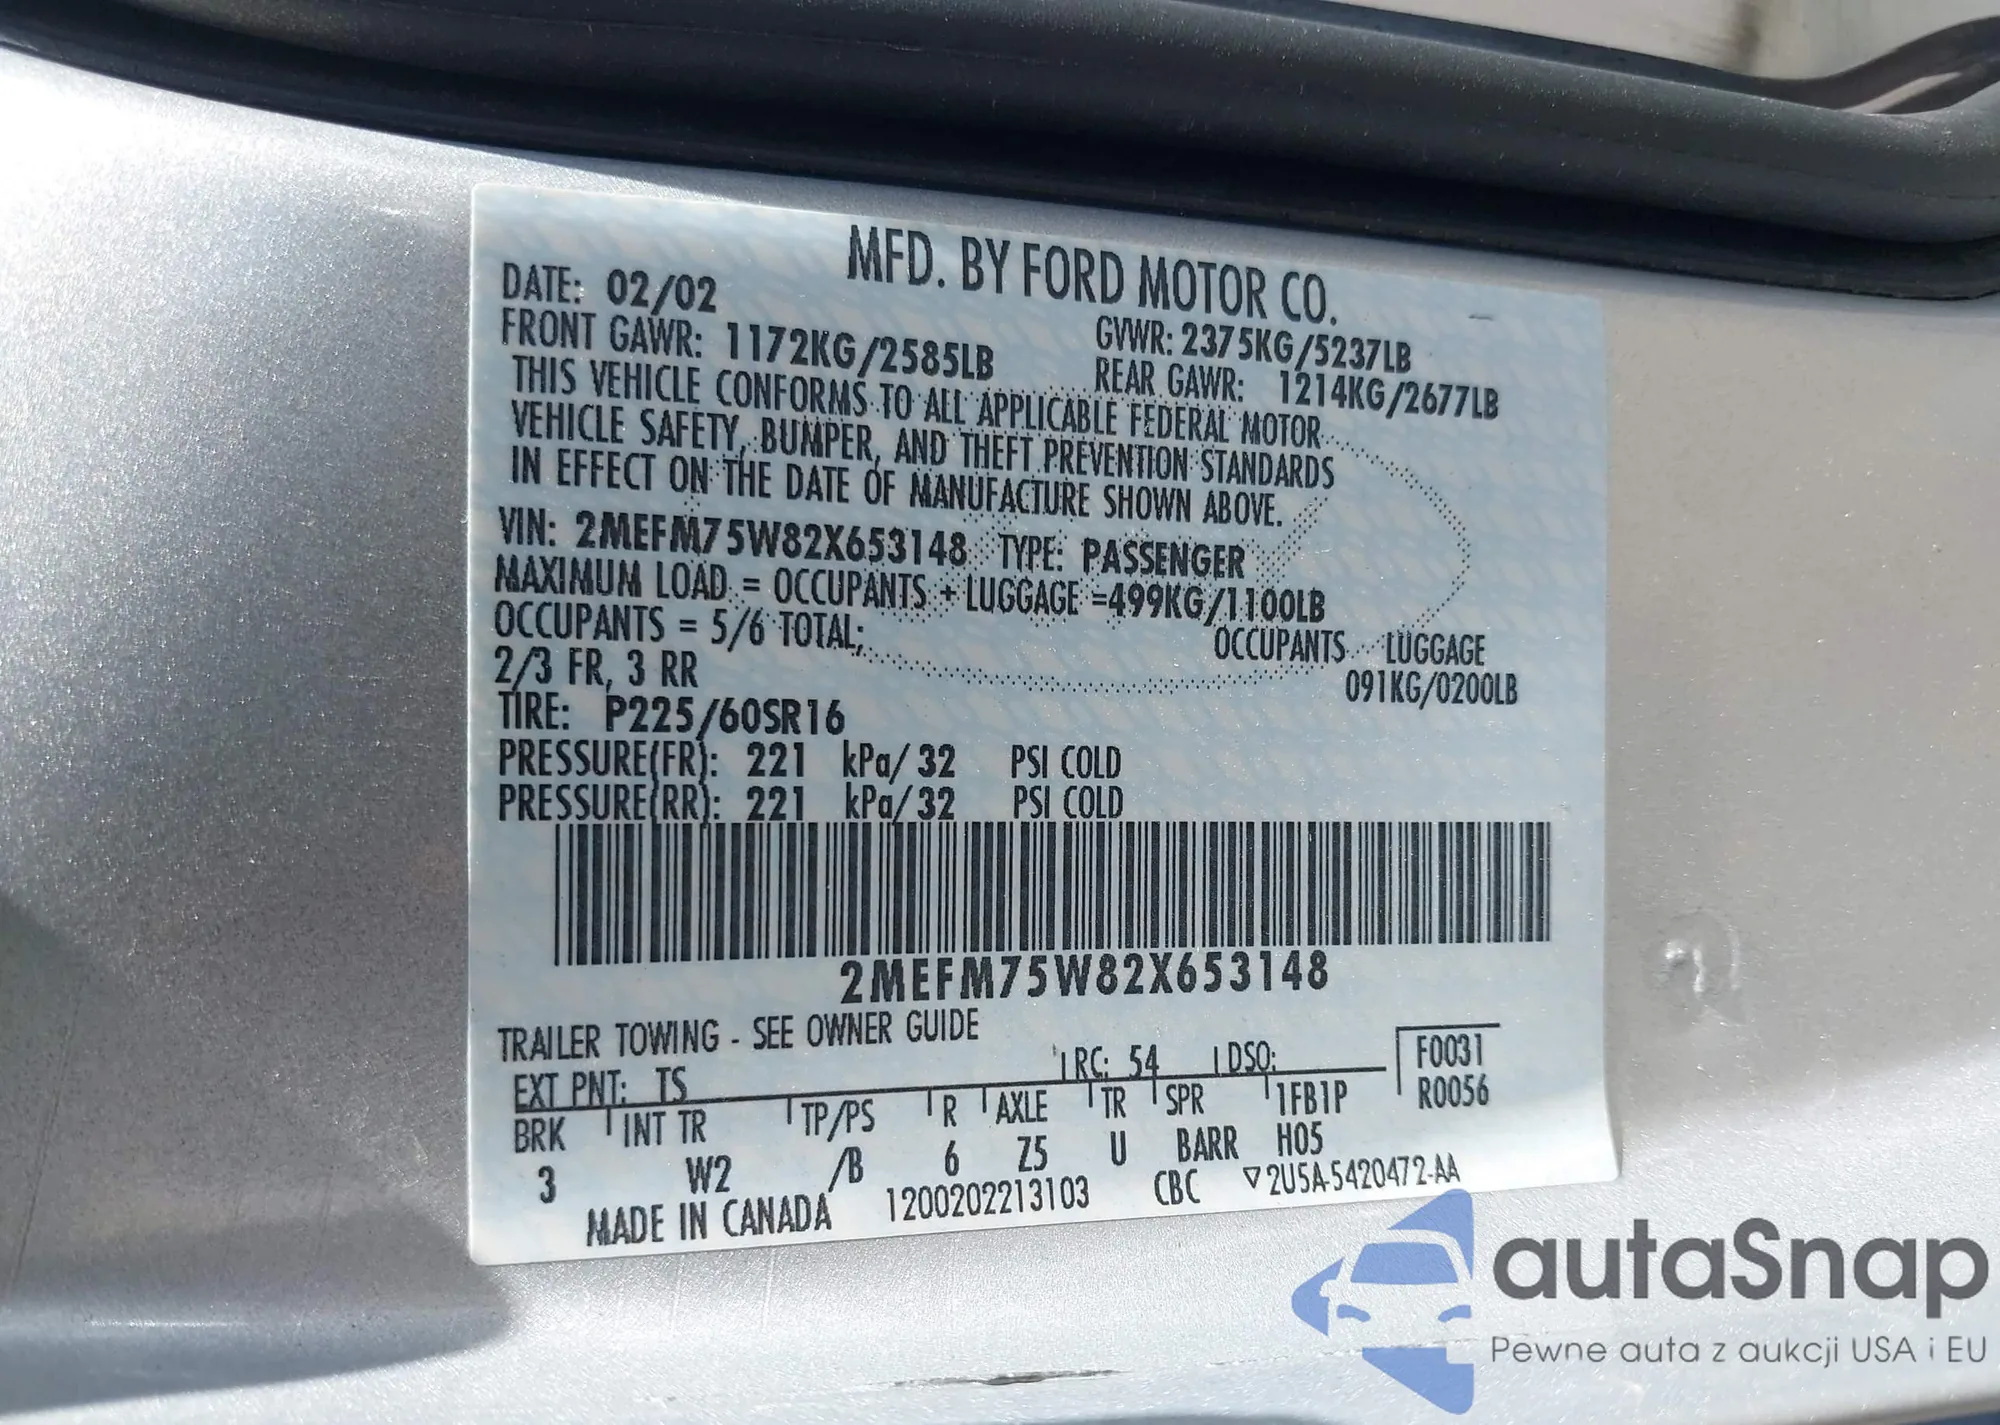 MFD. BY FORD MOTOR CO.
DATE: 02/02
GVWR: 2375KG/5237LB
FRONT GAWR: 1172KG/2585LB
REAR GAWR: 1214KG/2677LB
THIS VEHICLE CONFORMS TO ALL APPLICABLE FEDERAL MOTOR
VEHICLE SAFETY, BUMPER, AND THEFT PREVENTION STANDARDS
IN EFFECT ON THE DATE OF MANUFACTURE SHOWN ABOVE.
VIN: 2MEFM75W82X653148 TYPE: PASSENGER
MAXIMUM LOAD = OCCUPANTS + LUGGAGE =499KG/1100LB
OCCUPANTS = 5/6 TOTAL; OCCUPANTS LUGGAGE
2/3 FR, 3 RR 091KG/0200LB
TIRE: P225/60SR16
PRESSURE(FR): 221 kPa/ 32 PSI COLD
PRESSURE(RR): 221 kPa/ 32 PSI COLD
2MEFM75W82X653148
TRAILER TOWING - SEE OWNER GUIDE
EXT PNT: TS RC: 54 DSO: F0031
BRK INT TR TP/PS R AXLE TR SPR 1FB1P R0056
3 W2 /B 6 Z5 U BARR H05
MADE IN CANADA 1200202213103 CBC ▽2U5A-5420472-AA
autaSnap
Pewne auta z aukcji USA i EU